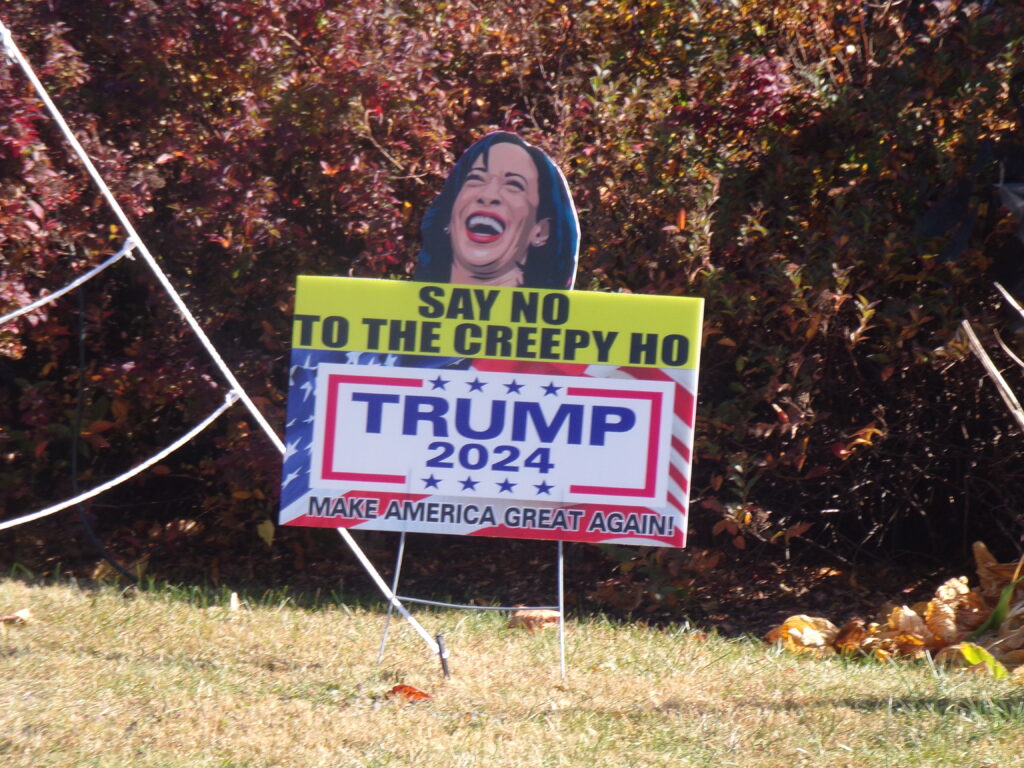 SAY NO
TO THE CREEPY HO
TRUMP
2024
MAKE AMERICA GREAT AGAIN!